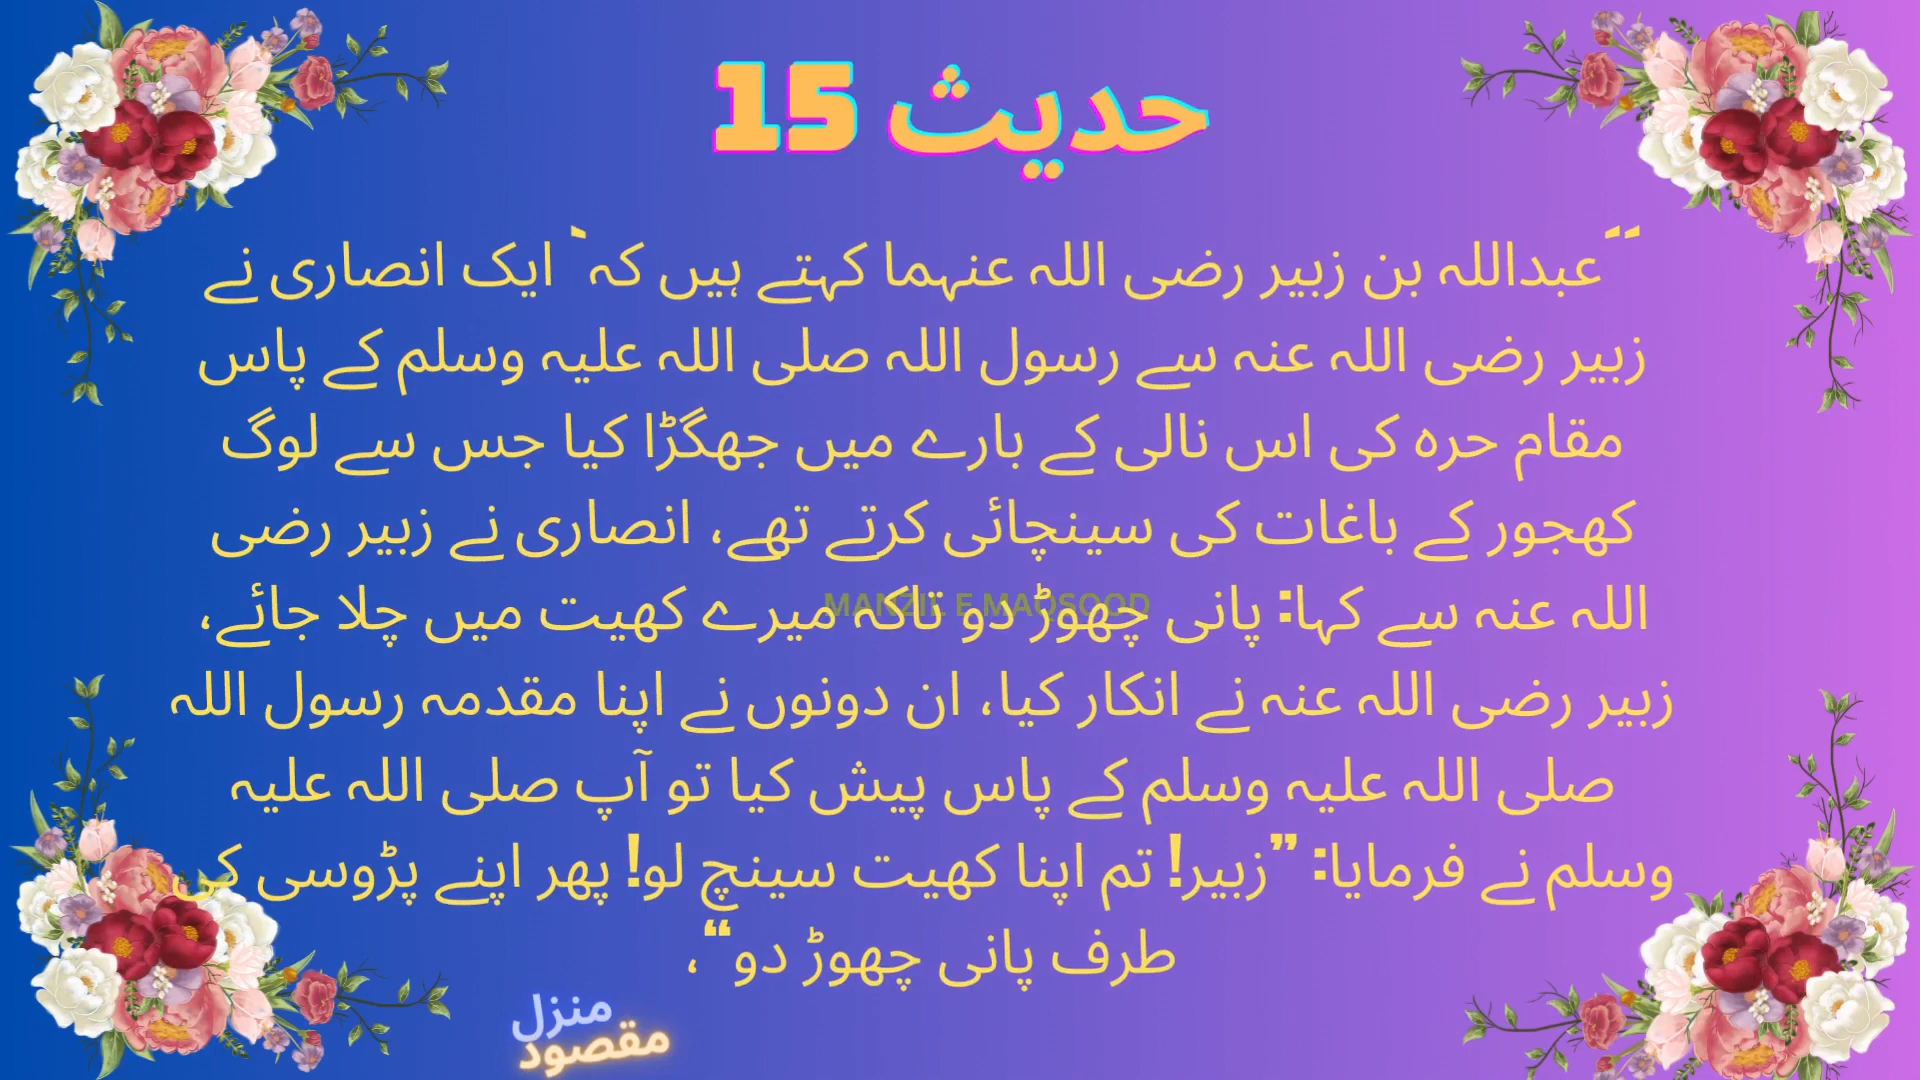 حدیث 15
”عبداللہ بن زبیر رضی اللہ عنہما کہتے ہیں کہ` ایک انصاری نے
زبیر رضی اللہ عنہ سے رسول اللہ صلی اللہ علیہ وسلم کے پاس
مقام حرہ کی اس نالی کے بارے میں جھگڑا کیا جس سے لوگ
کھجور کے باغات کی سینچائی کرتے تھے، انصاری نے زبیر رضی
اللہ عنہ سے کہا: پانی چھوڑ دو تاکہ میرے کھیت میں چلا جائے،
MANZIL E MAQSOOD
زبیر رضی اللہ عنہ نے انکار کیا، ان دونوں نے اپنا مقدمہ رسول اللہ
صلی اللہ علیہ وسلم کے پاس پیش کیا تو آپ صلی اللہ علیہ
وسلم نے فرمایا: ”زبیر! تم اپنا کھیت سینچ لو! پھر اپنے پڑوسی کی
طرف پانی چھوڑ دو“،
منزل
مقصود